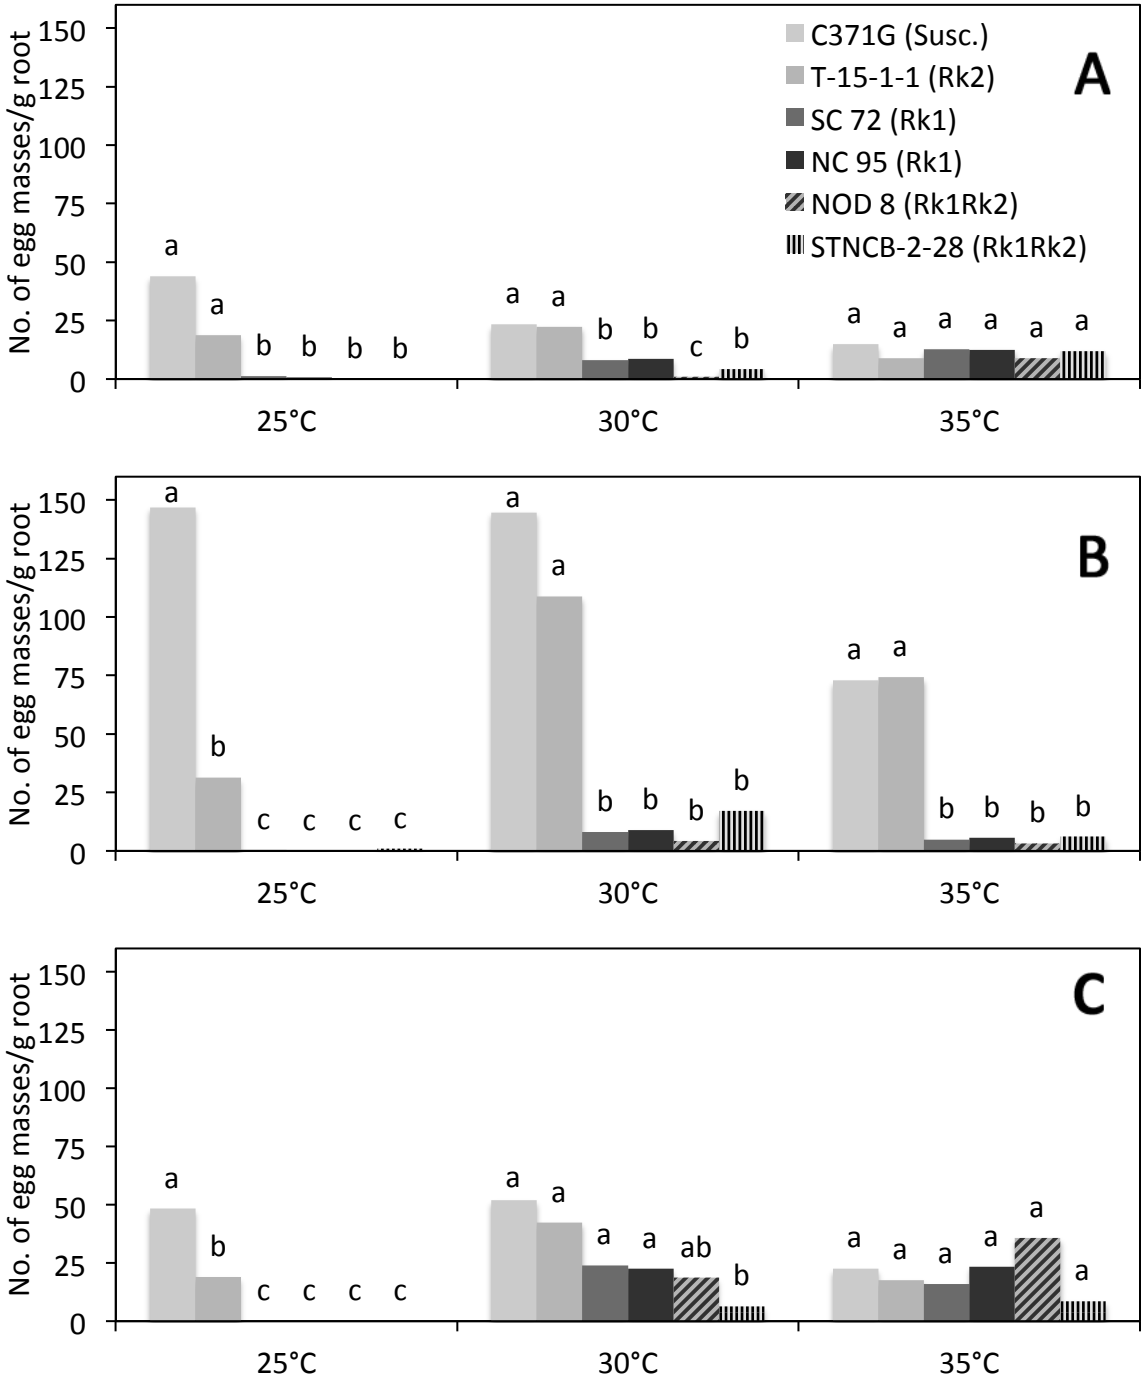 No. of egg masses/g root
150
125
100
75
50
25
0
C371G (Susc.)
T-15-1-1 (Rk2)
SC 72 (Rk1)
NC 95 (Rk1)
NOD 8 (Rk1Rk2)
STNCB-2-28 (Rk1Rk2)
A
a a b b b b
a a b b c b
a a a a a a
25°C 30°C 35°C
No. of egg masses/g root
150
125
100
75
50
25
0
B
a b c c c c
a a b b b b
a a b b b b
25°C 30°C 35°C
No. of egg masses/g root
150
125
100
75
50
25
0
C
a b c c c c
a a a a ab b
a a a a a a
25°C 30°C 35°C